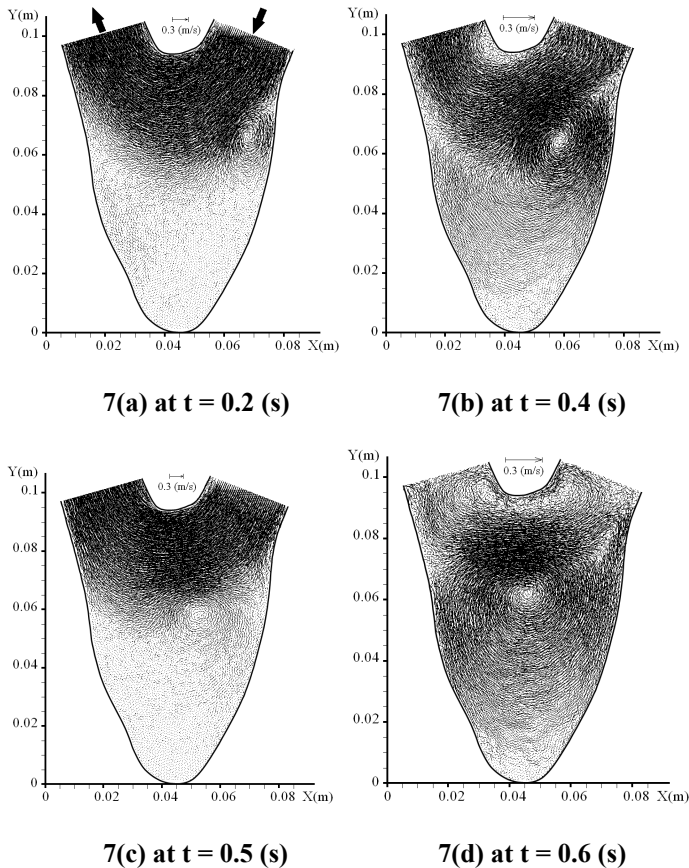 Y(m)
0.1
0.08
0.06
0.04
0.02
0
0.3 (m/s)
0.02 0.04 0.06 0.08 X(m)
7(a) at t = 0.2 (s)
Y(m)
0.1
0.08
0.06
0.04
0.02
0
0.3 (m/s)
0 0.02 0.04 0.06 0.08 X(m)
7(b) at t = 0.4 (s)
Y(m)
0.1
0.08
0.06
0.04
0.02
0
0.3 (m/s)
0.02 0.04 0.06 0.08
X(m)
7(c) at t = 0.5 (s)
Y(m)
0.1
0.08
0.06
0.04
0.02
0
0.3 (m/s)
0 0.02 0.04 0.06 0.08
X(m)
7(d) at t = 0.6 (s)